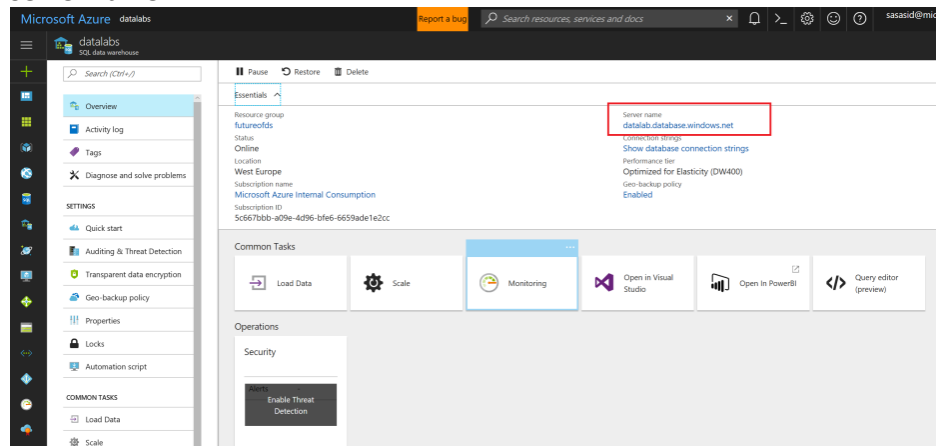 Microsoft Azure datalabs
Report a bug
Search resources, services and docs
sasasid@mic
datalabs
SQL data warehouse
Search (Ctrl+/)
Overview
Activity log
Tags
Diagnose and solve problems
SETTINGS
Quick start
Auditing & Threat Detection
Transparent data encryption
Geo-backup policy
Properties
Locks
Automation script
COMMON TASKS
Load Data
Scale
Pause Restore Delete
Essentials
Resource group
futureofds
Status
Online
Location
West Europe
Subscription name
Microsoft Azure Internal Consumption
Subscription ID
5c667bbb-a09e-4d96-bfe6-6659ade1e2cc
Server name
datalab.database.windows.net
Connection strings
Show database connection strings
Performance tier
Optimized for Elasticity (DW400)
Geo-backup policy
Enabled
Common Tasks
Load Data
Scale
Monitoring
Open in Visual
Studio
Open In PowerBI
Query editor
(preview)
Operations
Security
Alerts
Enable Threat
Detection